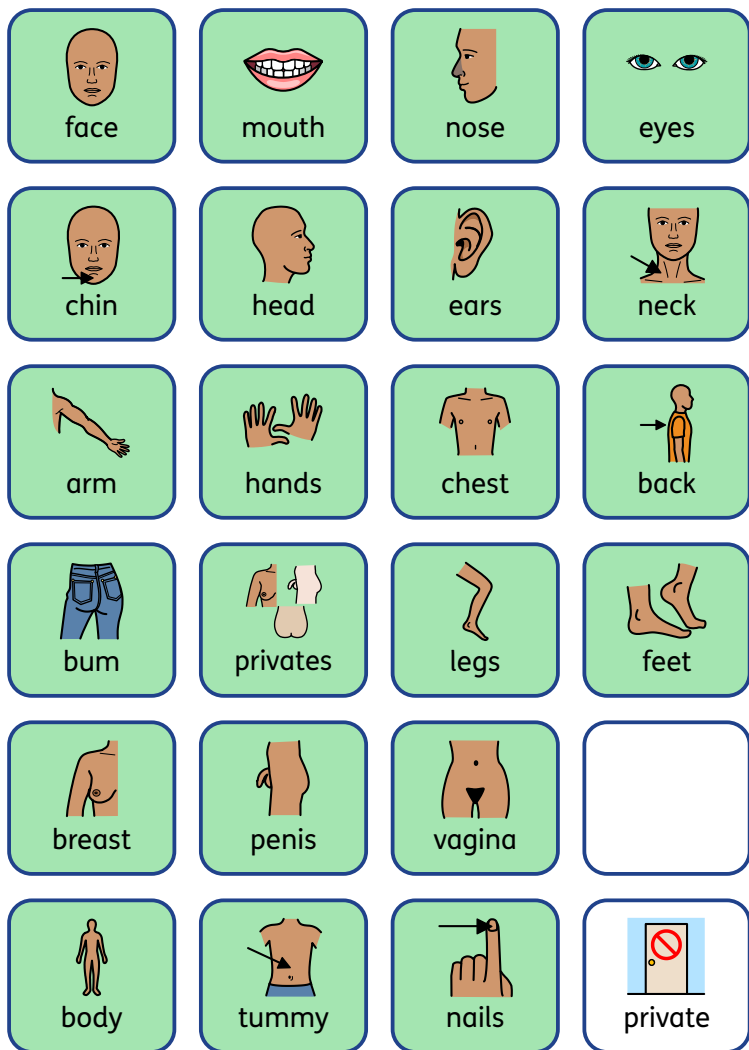 face mouth nose eyes
chin head ears neck
arm hands chest back
bum privates legs feet
breast penis vagina
body tummy nails private